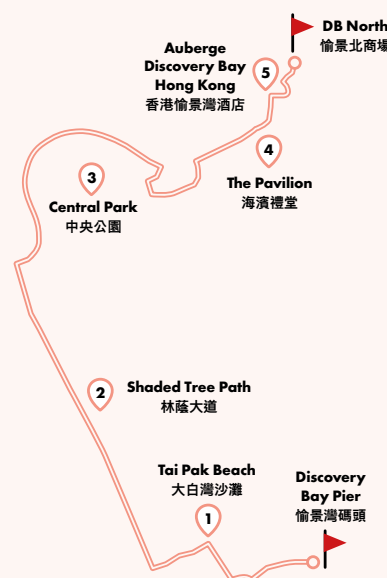 DB North
愉景北商場
Auberge
Discovery Bay
Hong Kong
香港愉景灣酒店
5
4
The Pavilion
海濱禮堂
3
Central Park
中央公園
2
Shaded Tree Path
林蔭大道
Tai Pak Beach
大白灣沙灘
1
Discovery
Bay Pier
愉景灣碼頭